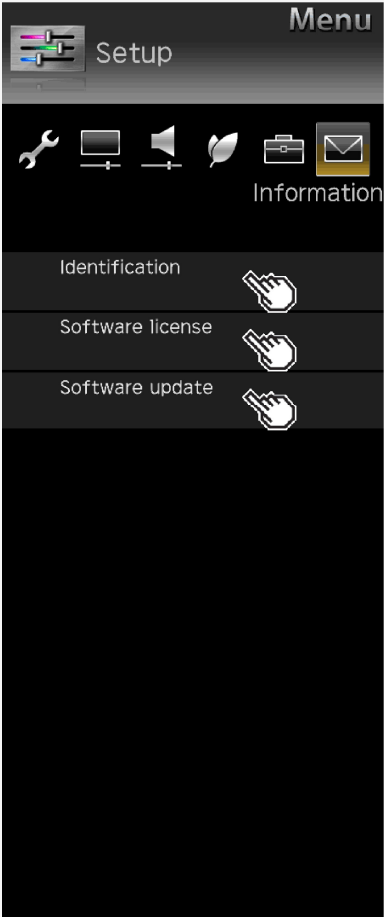 Menu
Setup
Information
Identification
Software license
Software update